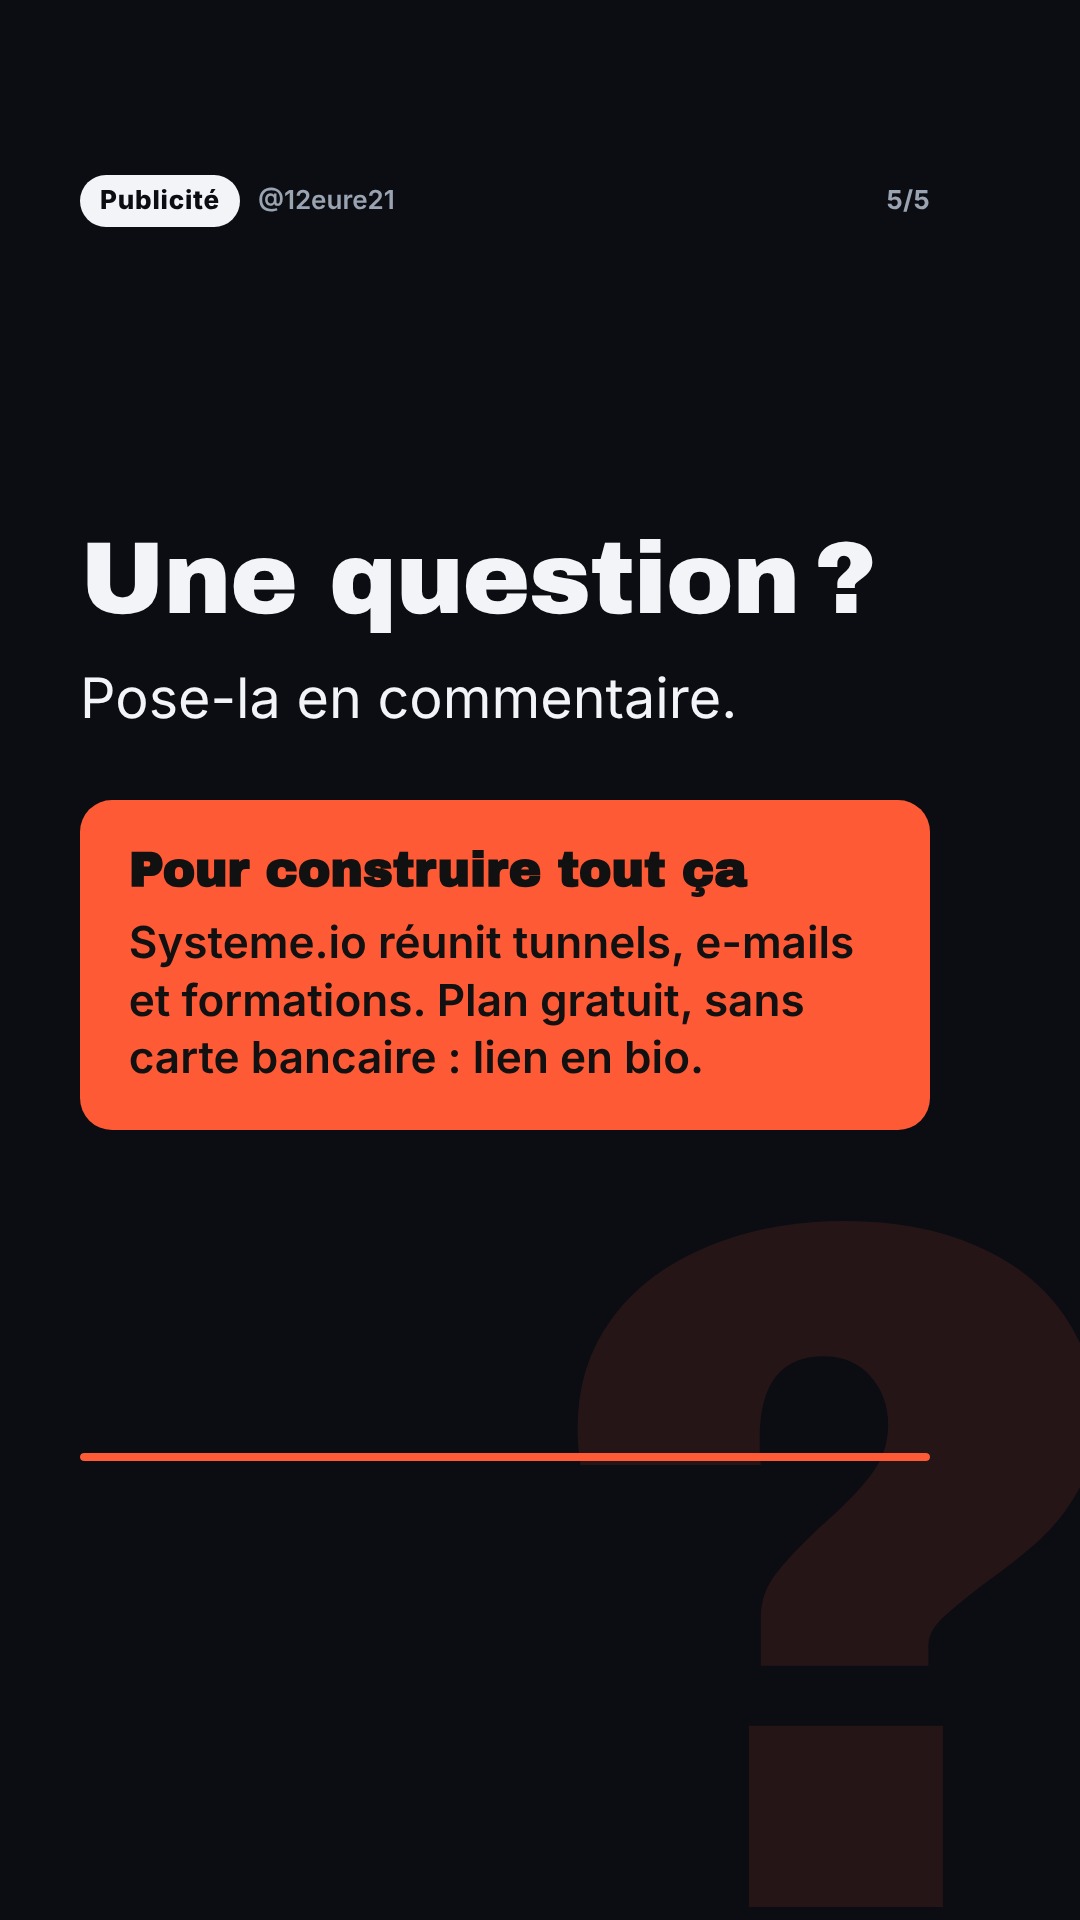 Publicité @12eure21 5/5
Une question ?
Pose-la en commentaire.
Pour construire tout ça
Systeme.io réunit tunnels, e-mails
et formations. Plan gratuit, sans
carte bancaire : lien en bio.
?